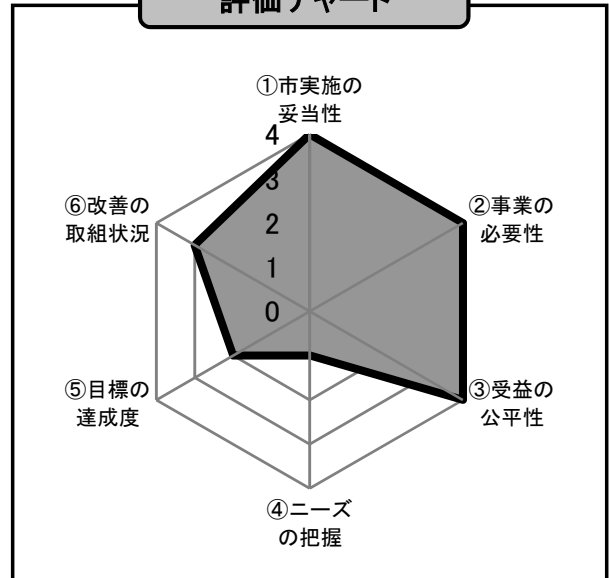 評価チャート
①市実施の
妥当性
4
3
2
1
0
②事業の
必要性
③受益の
公平性
④ニーズ
の把握
⑤目標の
達成度
⑥改善の
取組状況